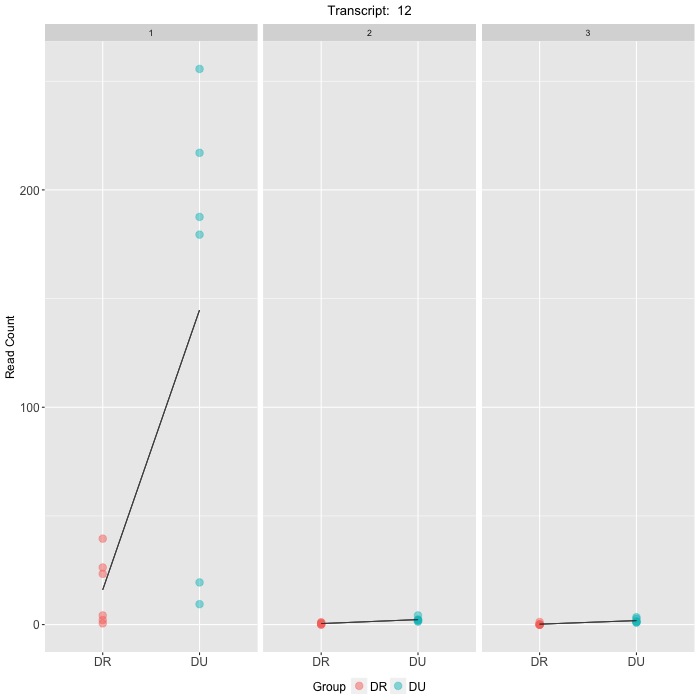 Transcript:  12
1 2 3
200
100
0
Read Count
DR DU DR DU DR DU
Group DR DU